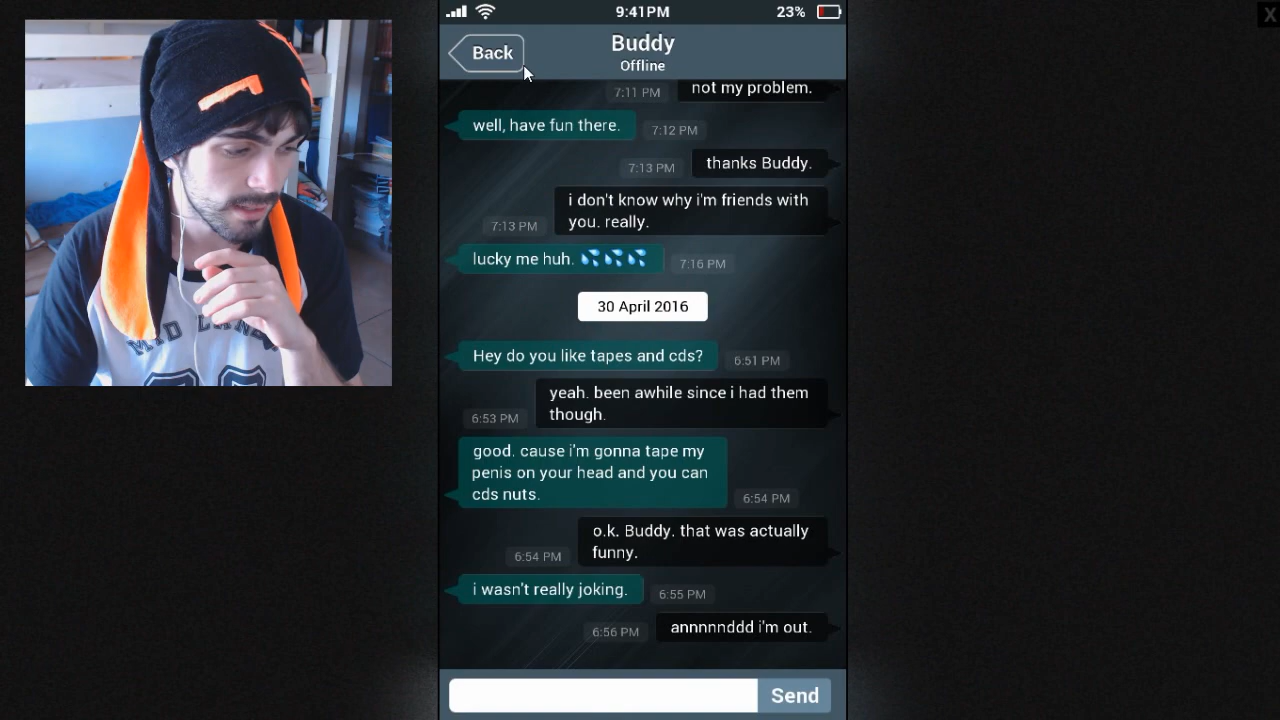 9:41PM
23%
X
Back
Buddy
Offline
not my problem.
7:11 PM
well, have fun there.
7:12 PM
thanks Buddy.
7:13 PM
i don't know why i'm friends with
you. really.
7:13 PM
lucky me huh. 💦💦💦
7:16 PM
30 April 2016
Hey do you like tapes and cds?
6:51 PM
yeah. been awhile since i had them
though.
6:53 PM
good. cause i'm gonna tape my
penis on your head and you can
cds nuts.
6:54 PM
o.k. Buddy. that was actually
funny.
6:54 PM
i wasn't really joking.
6:55 PM
annnnnddd i'm out.
6:56 PM
Send